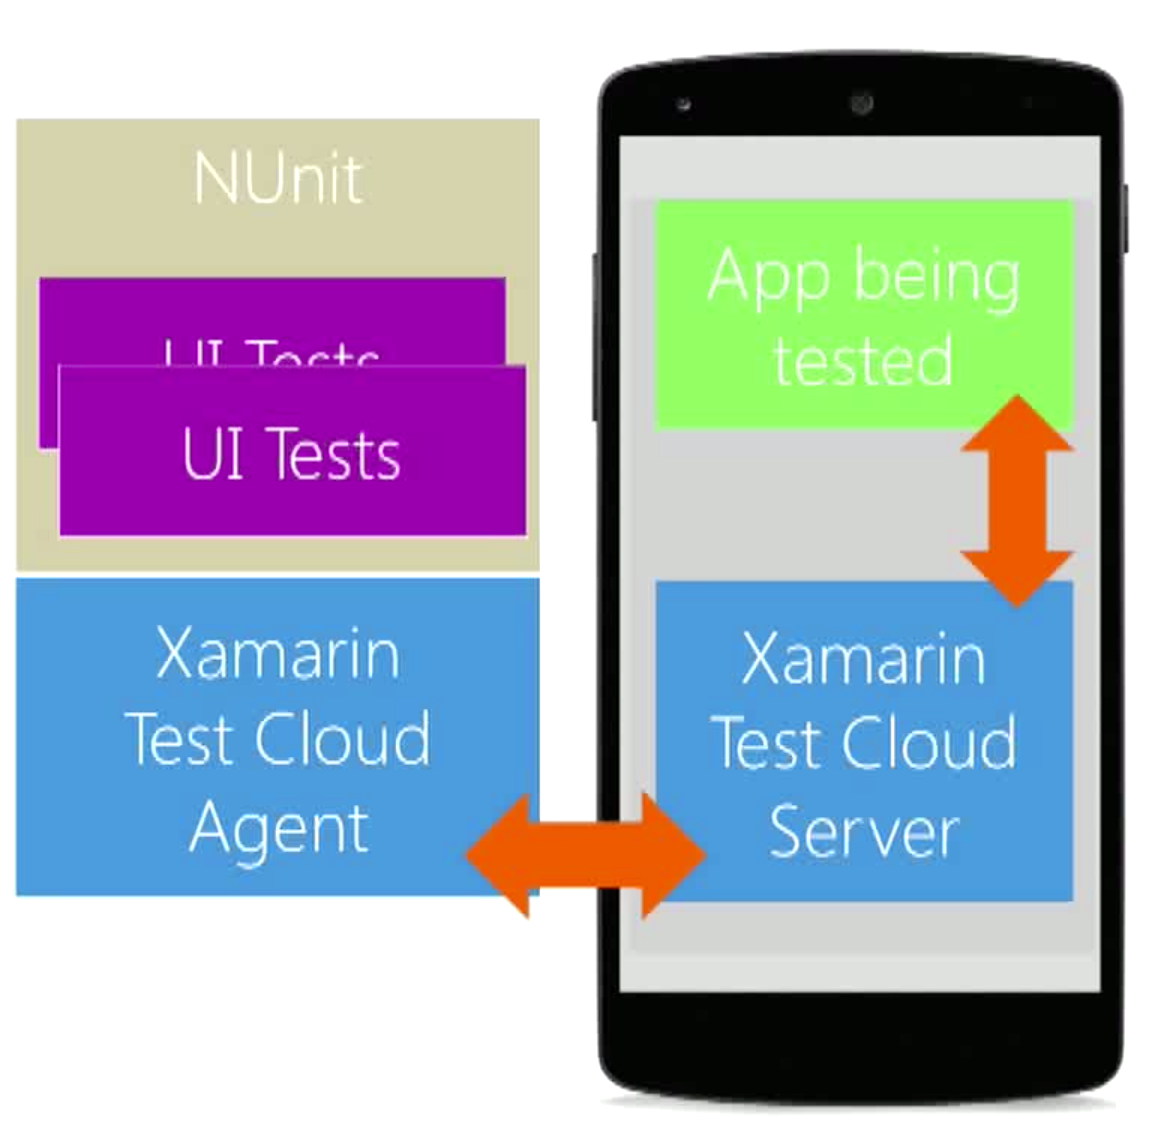 NUnit
UI Tests
UI Tests
Xamarin
Test Cloud
Agent
App being
tested
Xamarin
Test Cloud
Server